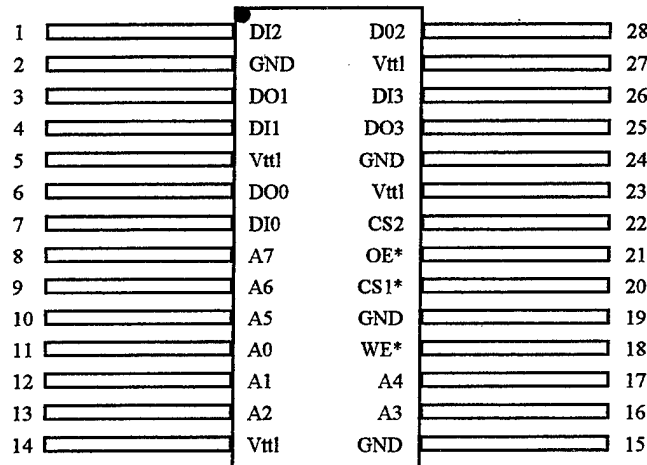 1 DI2 D02 28
2 GND Vttl 27
3 DO1 DI3 26
4 DI1 DO3 25
5 Vttl GND 24
6 DO0 Vttl 23
7 DI0 CS2 22
8 A7 OE* 21
9 A6 CS1* 20
10 A5 GND 19
11 A0 WE* 18
12 A1 A4 17
13 A2 A3 16
14 Vttl GND 15